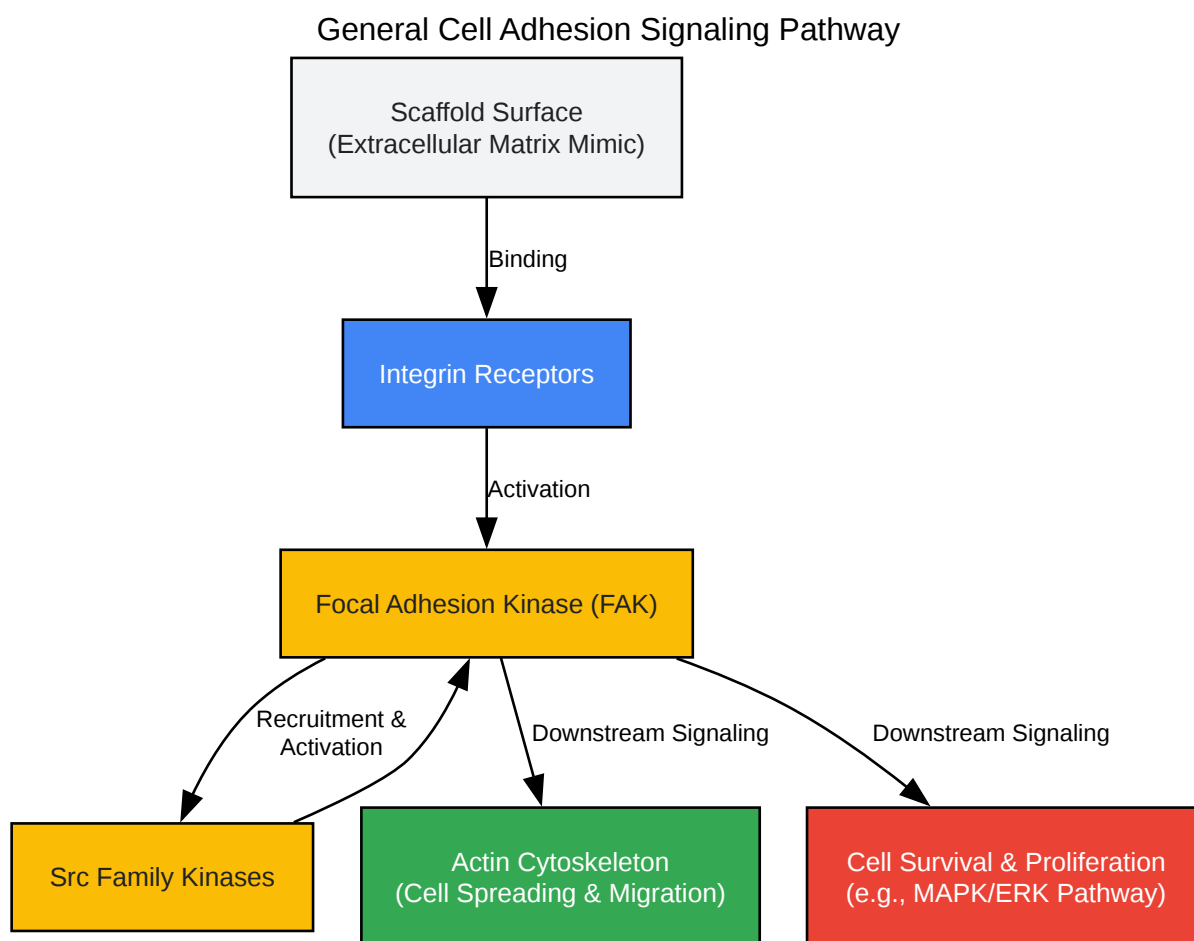 General Cell Adhesion Signaling Pathway
Scaffold Surface
(Extracellular Matrix Mimic)
Binding
Integrin Receptors
Activation
Focal Adhesion Kinase (FAK)
Recruitment &
Activation
Downstream Signaling
Downstream Signaling
Src Family Kinases
Actin Cytoskeleton
(Cell Spreading & Migration)
Cell Survival & Proliferation
(e.g., MAPK/ERK Pathway)